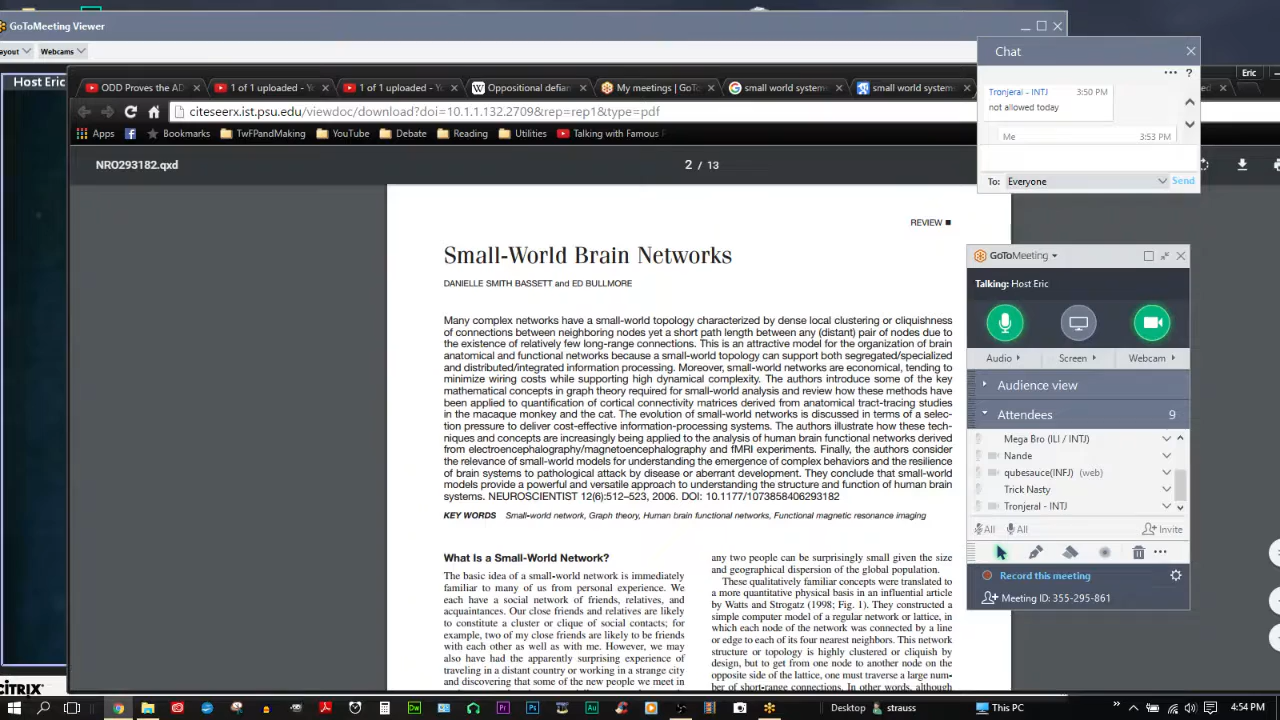 GoToMeeting Viewer
Webcams
Host Eric
Eric
ODD Proves the AD
1 of 1 uploaded - Yo
1 of 1 uploaded - Yo
Oppositional defian
My meetings | GoTo
small world system
small world system
citeseerx.ist.psu.edu/viewdoc/download?doi=10.1.1.132.2709&rep=rep1&type=pdf
Apps
Bookmarks
TwFPandMaking
YouTube
Debate
Reading
Utilities
Talking with Famous
NRO293182.qxd
2 / 13
Chat
?
Tronjeral - INTJ 3:50 PM
not allowed today
Me 3:53 PM
To: Everyone Send
REVIEW ■
Small-World Brain Networks
DANIELLE SMITH BASSETT and ED BULLMORE
Many complex networks have a small-world topology characterized by dense local clustering or cliquishness
of connections between neighboring nodes yet a short path length between any (distant) pair of nodes due to
the existence of relatively few long-range connections. This is an attractive model for the organization of brain
anatomical and functional networks because a small-world topology can support both segregated/specialized
and distributed/integrated information processing. Moreover, small-world networks are economical, tending to
minimize wiring costs while supporting high dynamical complexity. The authors introduce some of the key
mathematical concepts in graph theory required for small-world analysis and review how these methods have
been applied to quantification of cortical connectivity matrices derived from anatomical tract-tracing studies
in the macaque monkey and the cat. The evolution of small-world networks is discussed in terms of a selec-
tion pressure to deliver cost-effective information-processing systems. The authors illustrate how these tech-
niques and concepts are increasingly being applied to the analysis of human brain functional networks derived
from electroencephalography/magnetoencephalography and fMRI experiments. Finally, the authors consider
the relevance of small-world models for understanding the emergence of complex behaviors and the resilience
of brain systems to pathological attack by disease or aberrant development. They conclude that small-world
models provide a powerful and versatile approach to understanding the structure and function of human brain
systems. NEUROSCIENTIST 12(6):512–523, 2006. DOI: 10.1177/1073858406293182
KEY WORDS Small-world network, Graph theory, Human brain functional networks, Functional magnetic resonance imaging
What Is a Small-World Network?
The basic idea of a small-world network is immediately
familiar to many of us from personal experience. We
each have a social network of friends, relatives, and
acquaintances. Our close friends and relatives are likely
to constitute a cluster or clique of social contacts; for
example, two of my close friends are likely to be friends
with each other as well as with me. However, we may
also have had the apparently surprising experience of
traveling in a distant country or working in a strange city
and discovering that some of the new people we meet in
any two people can be surprisingly small given the size
and geographical dispersion of the global population.
These qualitatively familiar concepts were translated to
a more quantitative physical basis in an influential article
by Watts and Strogatz (1998; Fig. 1). They constructed a
simple computer model of a regular network or lattice, in
which each node of the network was connected by a line
or edge to each of its four nearest neighbors. This network
structure or topology is highly clustered or cliquish by
design, but to get from one node to another node on the
opposite side of the lattice, one must traverse a large num-
ber of short-range connections. In other words, although
GoToMeeting
Talking: Host Eric
Audio Screen Webcam
Audience view
Attendees 9
Mega Bro (ILI / INTJ)
Nande
qubesauce(INFJ) (web)
Trick Nasty
Tronjeral - INTJ
All All Invite
Record this meeting
Meeting ID: 355-295-861
CITRIX
Dw
Pr
Ps
Au
Desktop
strauss
This PC
4:54 PM